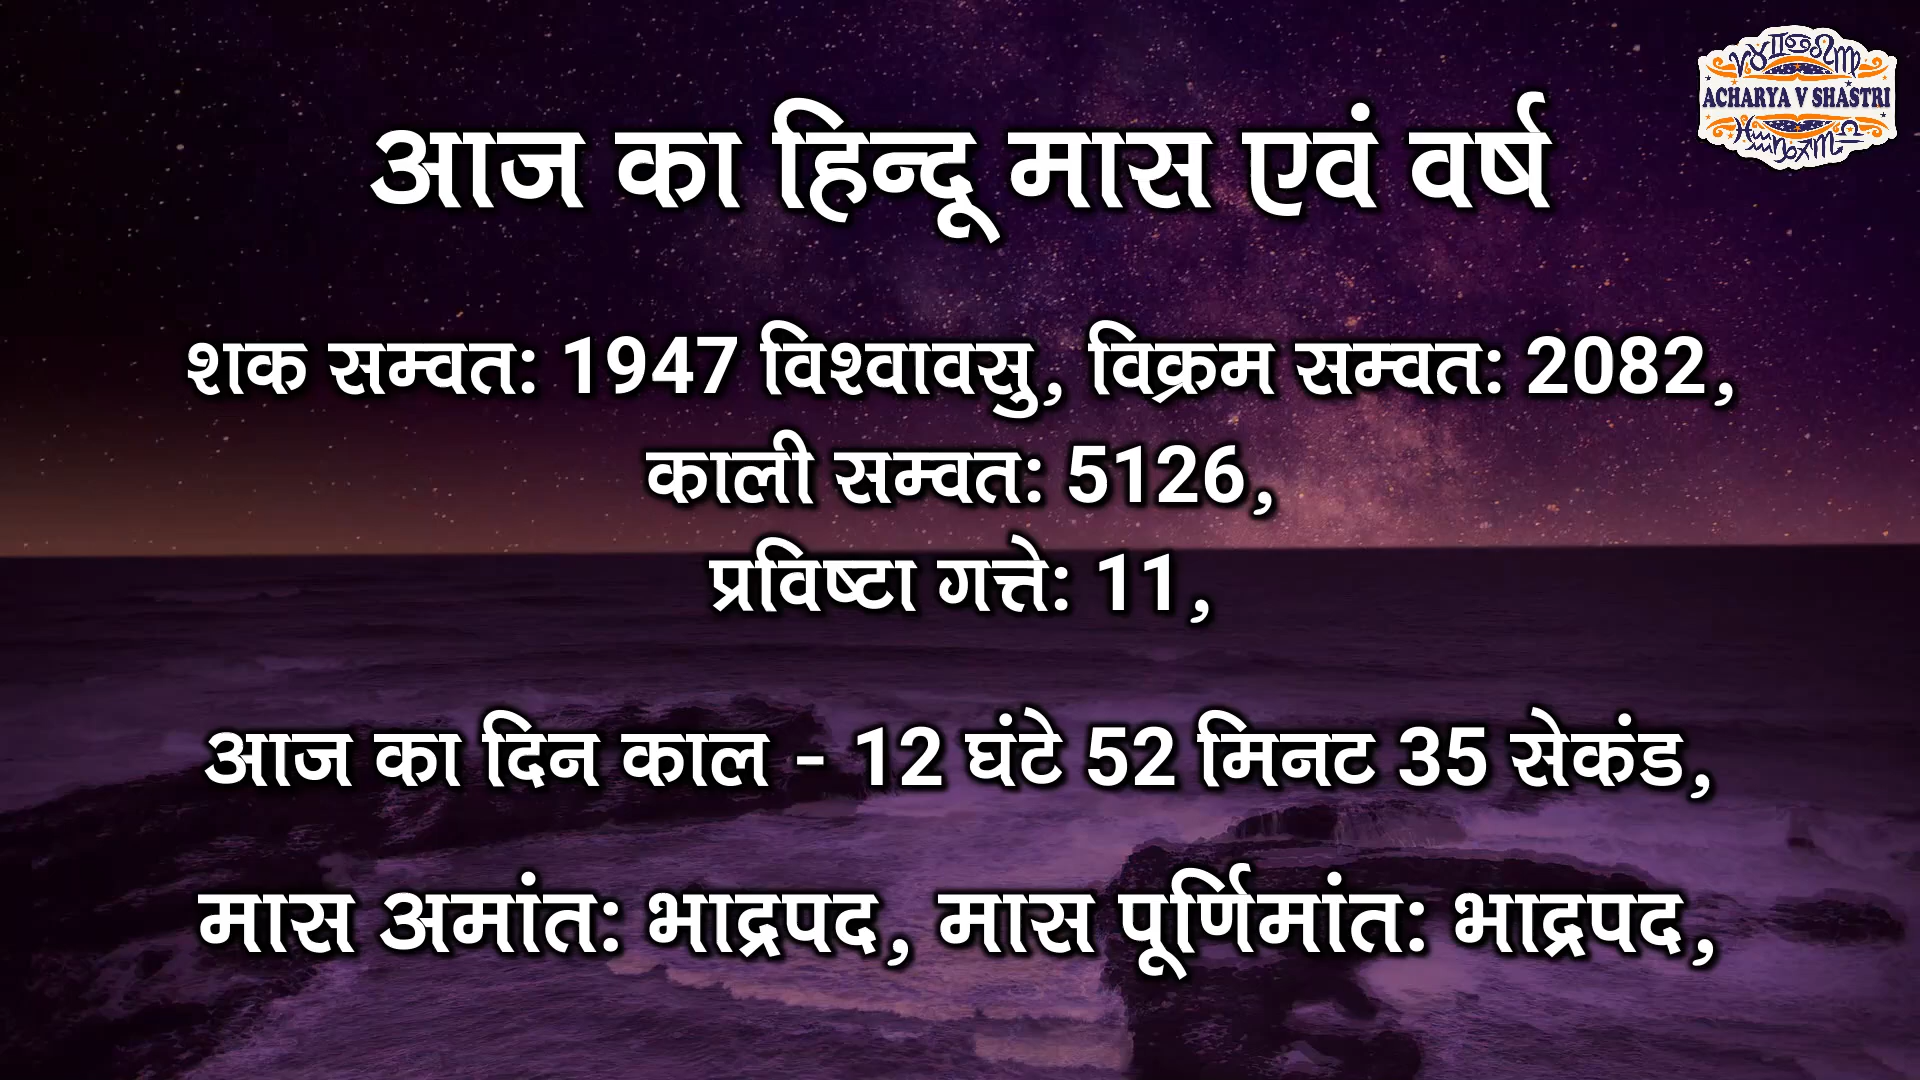 ACHARYA V SHASTRI
आज का हिन्दू मास एवं वर्ष
शक सम्वत: 1947 विश्वावसु, विक्रम सम्वत: 2082,
काली सम्वत: 5126,
प्रविष्टा गत्ते: 11,
आज का दिन काल - 12 घंटे 52 मिनट 35 सेकंड,
मास अमांत: भाद्रपद, मास पूर्णिमांत: भाद्रपद,